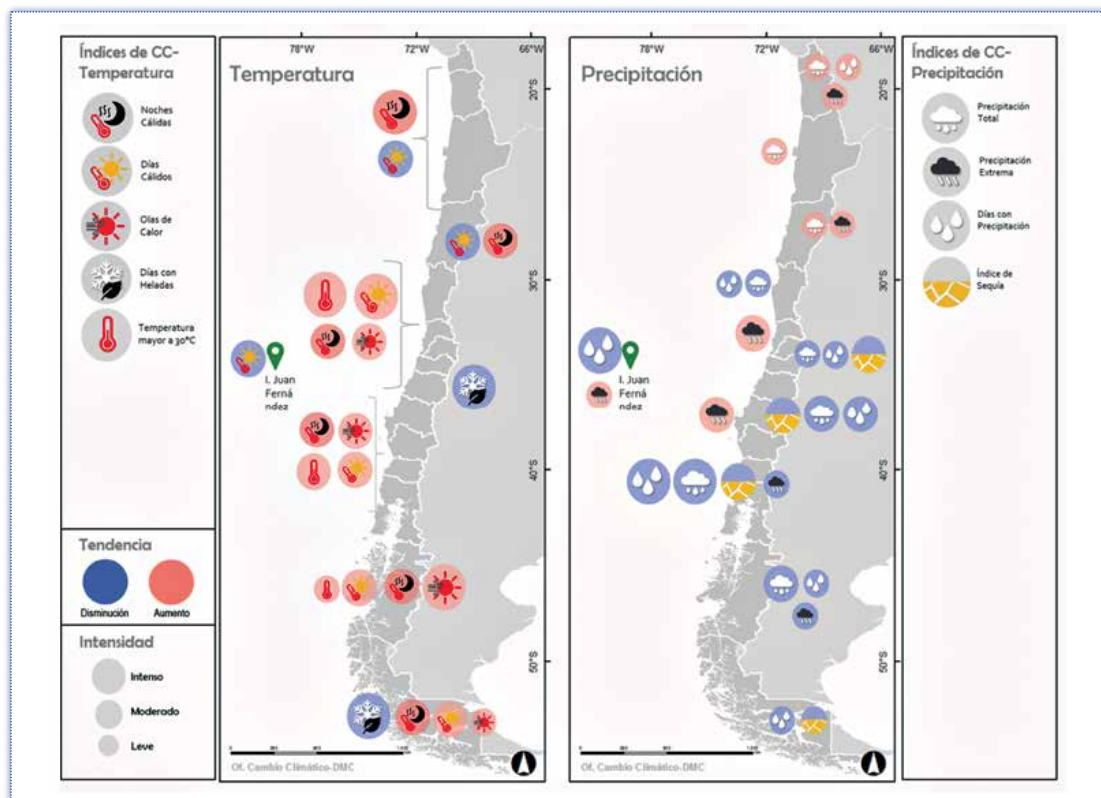 Índices de CC-
Temperatura
Noches
Cálidas
Días
Cálidos
Olas de
Calor
Días con
Heladas
Temperatura
mayor a 30°C
Tendencia
Disminución
Aumento
Intensidad
Intenso
Moderado
Leve
78°W
72°W
66°W
Temperatura
20°S
30°S
40°S
50°S
I. Juan
Ferná
ndez
Of. Cambio Climático-DMC
78°W
72°W
66°W
Precipitación
20°S
30°S
40°S
50°S
I. Juan
Ferná
ndez
Of. Cambio Climático-DMC
Índices de CC-
Precipitación
Precipitación
Total
Precipitación
Extrema
Días con
Precipitación
Índice de
Sequía